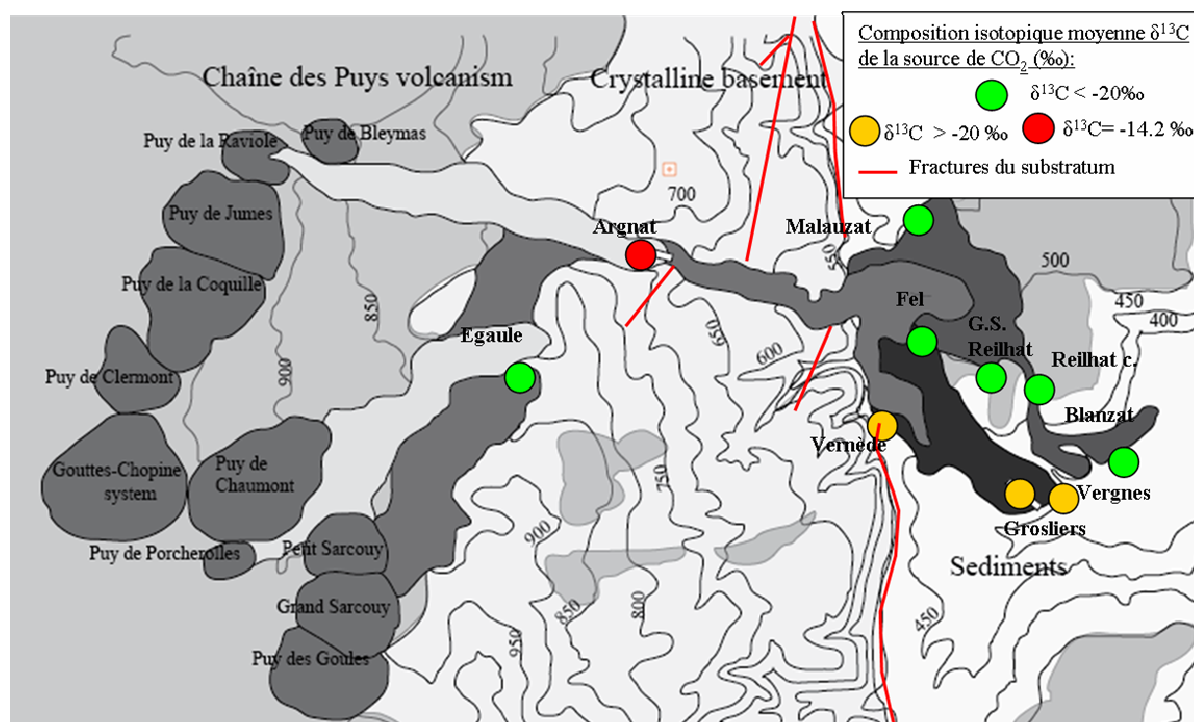 Composition isotopique moyenne δ¹³C
de la source de CO₂ (‰):
δ¹³C < -20‰
δ¹³C > -20 ‰
δ¹³C= -14.2 ‰
Fractures du substratum
Chaîne des Puys volcanism
Crystalline basement
Puy de la Raviole
Puy de Bleymas
Puy de Jumes
Puy de la Coquille
Puy de Clermont
Gouttes-Chopine
system
Puy de
Chaumont
Puy de Porcherolles
Petit Sarcouy
Grand Sarcouy
Puy des Goules
Argnat
Egaule
Malauzat
Fel
G.S.
Reilhat
Reilhat c.
Blanzat
Vernède
Vergnes
Grosliers
Sediments
700
550
500
450
400
850
900
650
600
750
900
850
800
950
450